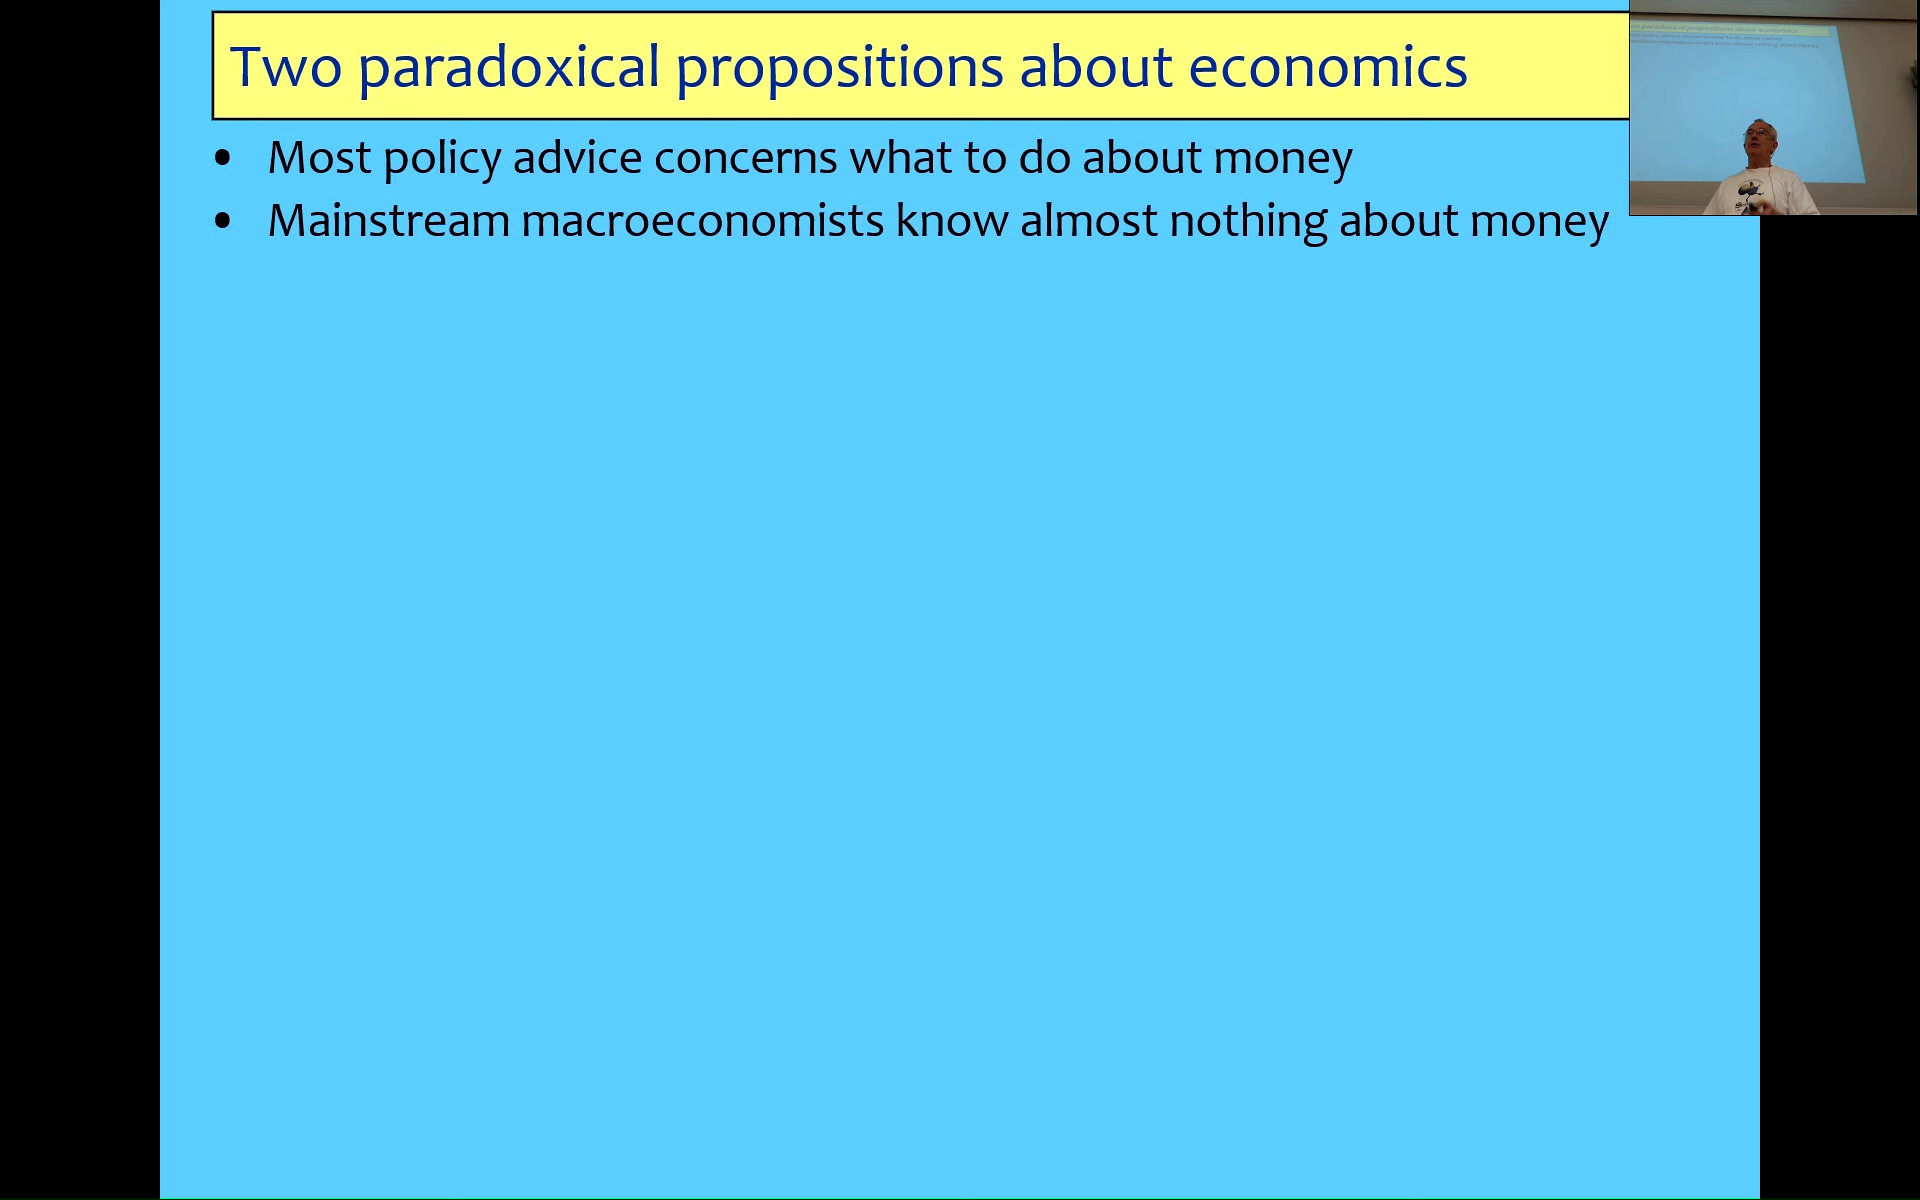 Two paradoxical propositions about economics
• Most policy advice concerns what to do about money
• Mainstream macroeconomists know almost nothing about money